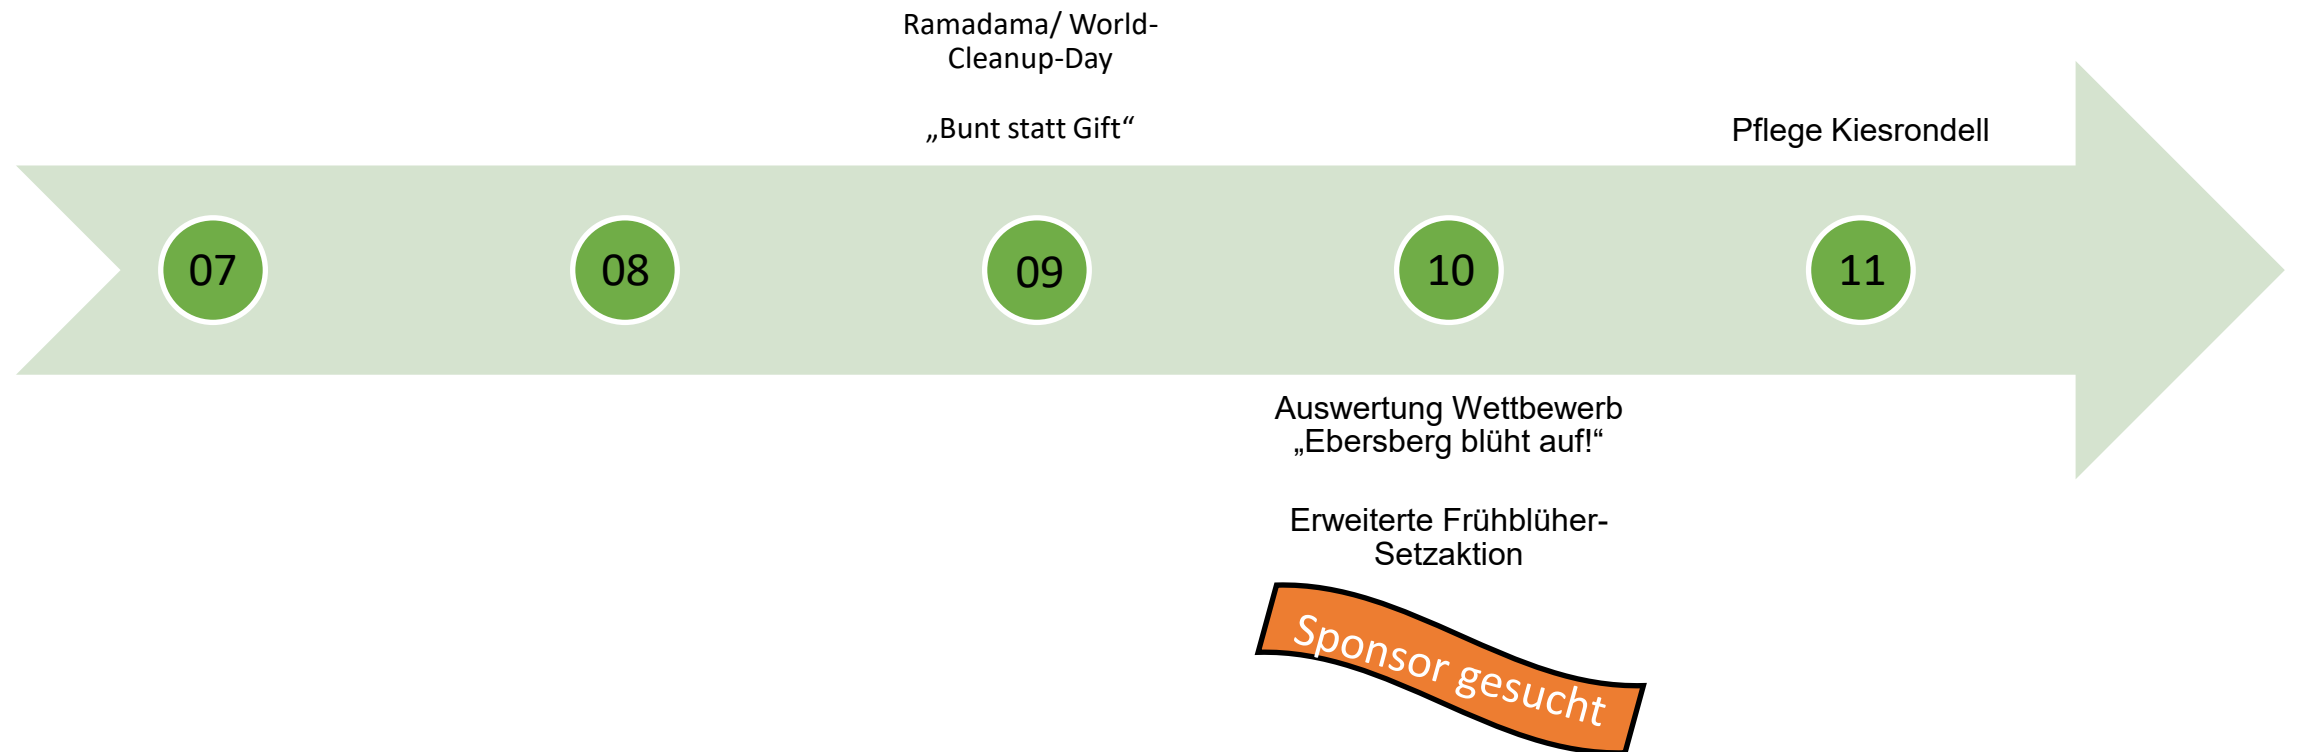 Ramadama/ World-
Cleanup-Day
„Bunt statt Gift“
Pflege Kiesrondell
07
08
09
10
11
Auswertung Wettbewerb
„Ebersberg blüht auf!“
Erweiterte Frühblüher-
Setzaktion
Sponsor gesucht